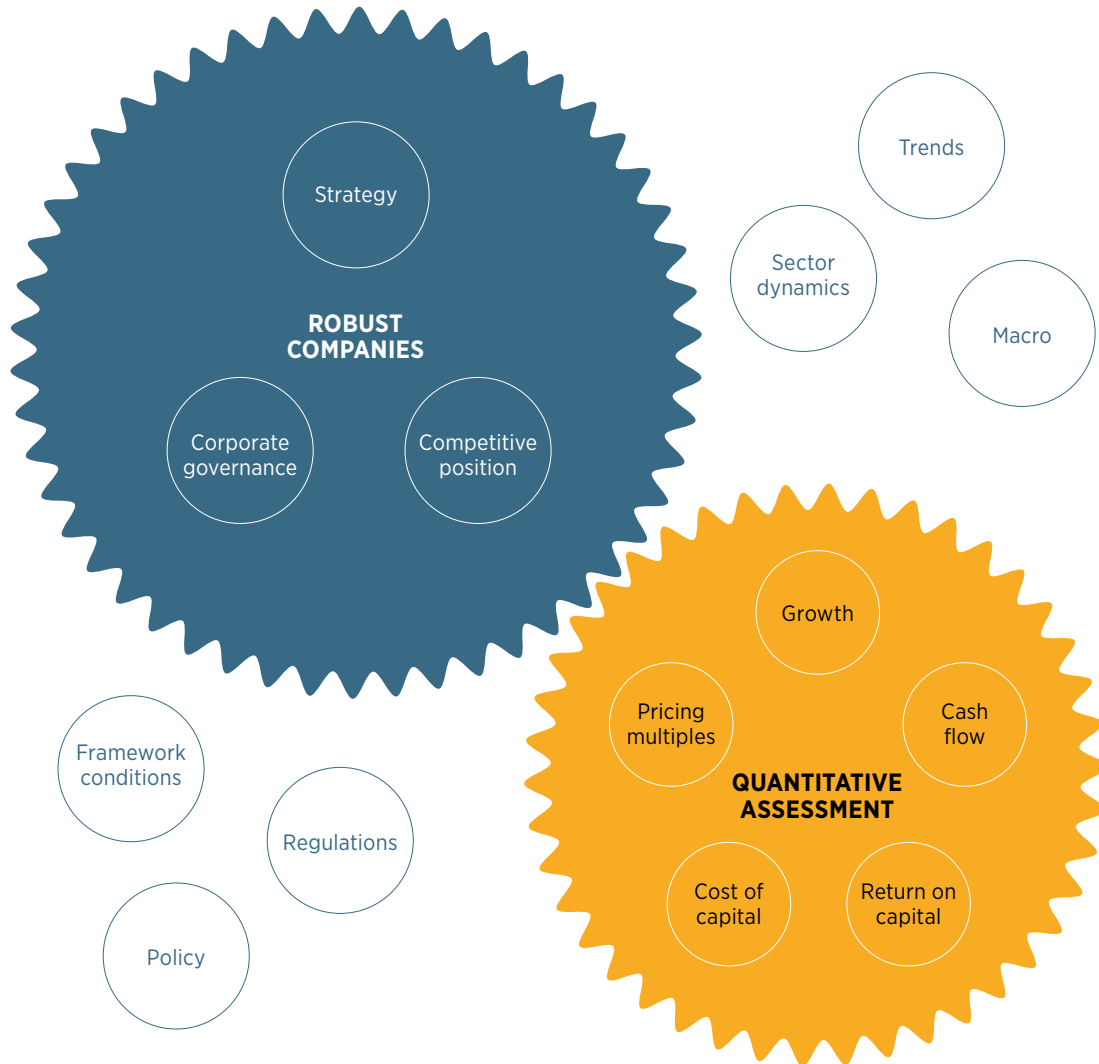 Strategy
ROBUST
COMPANIES
Corporate
governance
Competitive
position
Trends
Sector
dynamics
Macro
Framework
conditions
Regulations
Policy
Growth
Pricing
multiples
Cash
flow
QUANTITATIVE
ASSESSMENT
Cost of
capital
Return on
capital